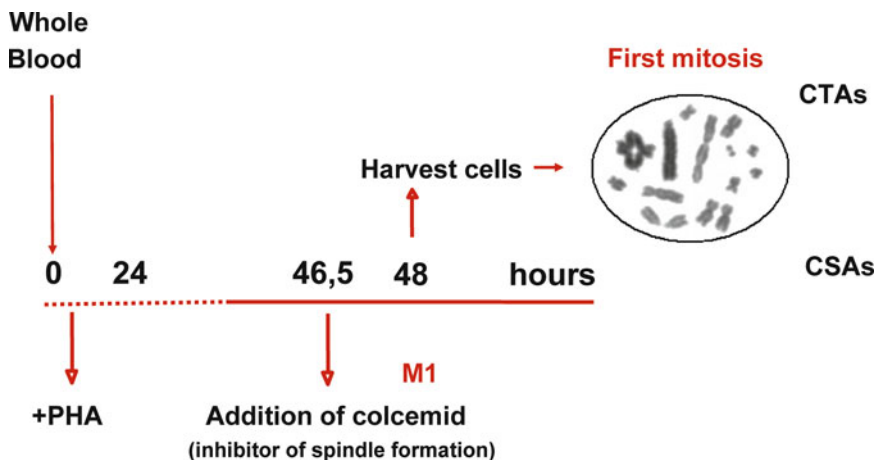 Whole
Blood
First mitosis
CTAs
Harvest cells
0 24 46,5 48 hours
CSAs
M1
+PHA
Addition of colcemid
(inhibitor of spindle formation)